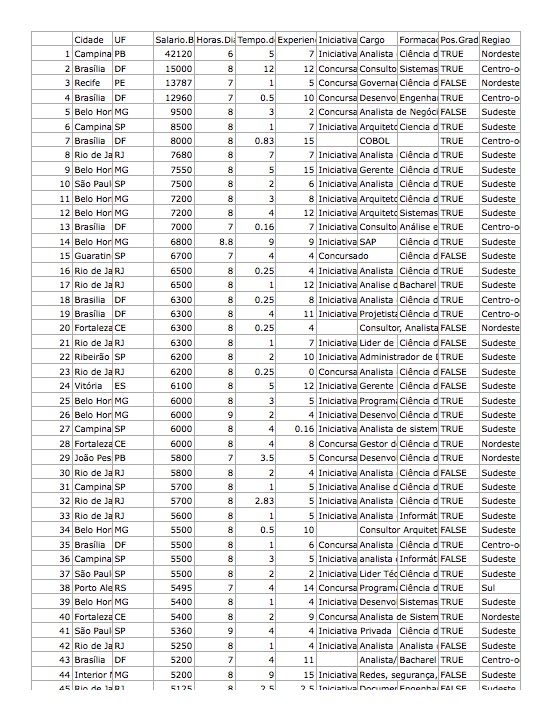 Cidade UF Salario.B Horas.Dia Tempo.d Experien Iniciativa Cargo Formacao Pos.Grad Regiao
1 Campina PB 42120 6 5 7 Iniciativa Analista Ciência d TRUE Nordeste
2 Brasília DF 15000 8 12 12 Concursa Consulto Sistemas TRUE Centro-o
3 Recife PE 13787 7 1 5 Concursa Governa Ciência d FALSE Nordeste
4 Brasília DF 12960 7 0.5 10 Concursa Desenvo Engenha TRUE Centro-o
5 Belo Hor MG 9500 8 3 2 Concursa Analista de Negóci FALSE Sudeste
6 Campina SP 8500 8 1 7 Iniciativa Arquitetc Ciencia d TRUE Sudeste
7 Brasília DF 8000 8 0.83 15 COBOL TRUE Centro-o
8 Rio de Ja RJ 7680 8 7 7 Iniciativa Analista Ciência d TRUE Sudeste
9 Belo Hor MG 7550 8 5 15 Iniciativa Gerente Ciência d TRUE Sudeste
10 São Paul SP 7500 8 2 6 Iniciativa Analista Ciência d TRUE Sudeste
11 Belo Hor MG 7200 8 3 8 Iniciativa Arquitetc Ciência d TRUE Sudeste
12 Belo Hor MG 7200 8 4 12 Iniciativa Arquitetc Sistemas TRUE Sudeste
13 Brasília DF 7000 7 0.16 7 Iniciativa Consulto Análise e TRUE Centro-o
14 Belo Hor MG 6800 8.8 9 9 Iniciativa SAP Ciência d TRUE Sudeste
15 Guaratin SP 6700 7 4 4 Concursado Ciência d FALSE Sudeste
16 Rio de Ja RJ 6500 8 0.25 4 Iniciativa Analista Ciência d TRUE Sudeste
17 Rio de Ja RJ 6500 8 1 12 Iniciativa Analise d Bacharel TRUE Sudeste
18 Brasilia DF 6300 8 0.25 8 Iniciativa Analista Ciência d TRUE Centro-o
19 Brasília DF 6300 8 4 11 Iniciativa Projetista Ciência d TRUE Centro-o
20 Fortaleza CE 6300 8 0.25 4 Consultor, Analista FALSE Nordeste
21 Rio de Ja RJ 6300 8 1 7 Iniciativa Lider de Ciência d FALSE Sudeste
22 Ribeirão SP 6200 8 2 10 Iniciativa Administrador de I TRUE Sudeste
23 Rio de Ja RJ 6200 8 0.25 0 Concursa Analista Ciência d FALSE Sudeste
24 Vitória ES 6100 8 5 12 Iniciativa Gerente Ciência d FALSE Sudeste
25 Belo Hor MG 6000 8 3 5 Iniciativa Program Ciência d TRUE Sudeste
26 Belo Hor MG 6000 9 2 4 Iniciativa Desenvo Ciência d TRUE Sudeste
27 Campina SP 6000 8 4 0.16 Iniciativa Analista de sistem TRUE Sudeste
28 Fortaleza CE 6000 8 4 8 Concursa Gestor d Ciência d TRUE Nordeste
29 João Pes PB 5800 7 3.5 5 Concursa Desenvo Ciência d TRUE Nordeste
30 Rio de Ja RJ 5800 8 2 4 Iniciativa Analista Ciência d FALSE Sudeste
31 Campina SP 5700 8 1 5 Iniciativa Analise d Ciência d TRUE Sudeste
32 Rio de Ja RJ 5700 8 2.83 5 Iniciativa Analista Ciência d TRUE Sudeste
33 Rio de Ja RJ 5600 8 1 5 Iniciativa Analista Informát TRUE Sudeste
34 Belo Hor MG 5500 8 0.5 10 Consultor Arquitet FALSE Sudeste
35 Brasília DF 5500 8 1 6 Concursa Analista Ciência d TRUE Centro-o
36 Campina SP 5500 8 3 5 Iniciativa analista Informát FALSE Sudeste
37 São Paul SP 5500 8 2 2 Iniciativa Lider Téc Ciência d TRUE Sudeste
38 Porto Ale RS 5495 7 4 14 Concursa Program Ciência d TRUE Sul
39 Belo Hor MG 5400 8 1 4 Iniciativa Desenvo Sistemas TRUE Sudeste
40 Fortaleza CE 5400 8 2 9 Concursa Analista de Sistem TRUE Nordeste
41 São Paul SP 5360 9 4 4 Iniciativa Privada Ciência d TRUE Sudeste
42 Rio de Ja RJ 5250 8 1 4 Iniciativa Analista Analista FALSE Sudeste
43 Brasília DF 5200 7 4 11 Analista/ Bacharel TRUE Centro-o
44 Interior MG 5200 8 9 15 Iniciativa Redes, segurança, FALSE Sudeste
45 Rio de Ja RJ 5125 8 2.5 2.5 Iniciativa Documer Engenha FALSE Sudeste